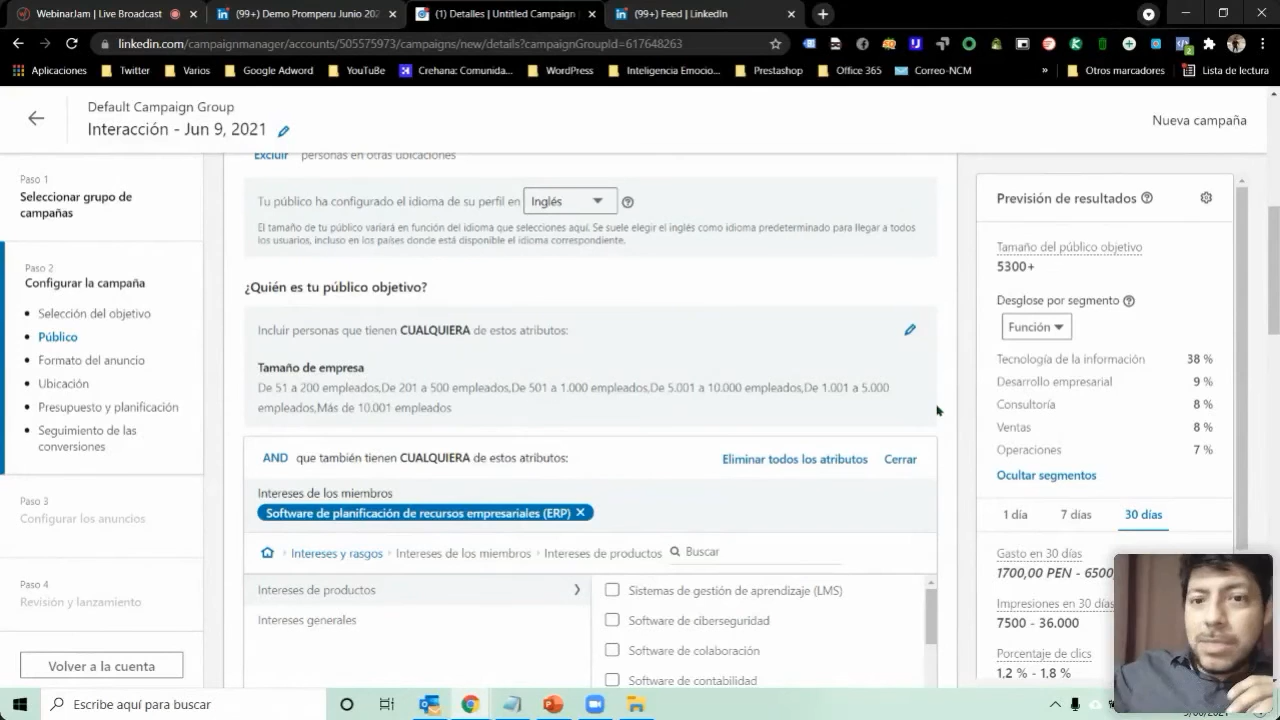 WebinarJam | Live Broadcast
(99+) Demo Promperu Junio 202
(1) Detalles | Untitled Campaign
(99+) Feed | LinkedIn
linkedin.com/campaignmanager/accounts/505575973/campaigns/new/details?campaignGroupId=617648263
Aplicaciones
Twitter
Varios
Google Adword
YouTuBe
Crehana: Comunida...
WordPress
Inteligencia Emocio...
Prestashop
Office 365
Correo-NCM
»
Otros marcadores
Lista de lectura
Default Campaign Group
Interacción - Jun 9, 2021
Nueva campaña
Paso 1
Seleccionar grupo de
campañas
Paso 2
Configurar la campaña
• Selección del objetivo
• Público
• Formato del anuncio
• Ubicación
• Presupuesto y planificación
• Seguimiento de las
conversiones
Paso 3
Configurar los anuncios
Paso 4
Revisión y lanzamiento
Volver a la cuenta
Excluir personas en otras ubicaciones
Tu público ha configurado el idioma de su perfil en Inglés
El tamaño de tu público variará en función del idioma que selecciones aquí. Se suele elegir el inglés como idioma predeterminado para llegar a todos
los usuarios, incluso en los países donde está disponible el idioma correspondiente.
¿Quién es tu público objetivo?
Incluir personas que tienen CUALQUIERA de estos atributos:
Tamaño de empresa
De 51 a 200 empleados,De 201 a 500 empleados,De 501 a 1.000 empleados,De 5.001 a 10.000 empleados,De 1.001 a 5.000
empleados,Más de 10.001 empleados
AND que también tienen CUALQUIERA de estos atributos:
Eliminar todos los atributos
Cerrar
Intereses de los miembros
Software de planificación de recursos empresariales (ERP)
Intereses y rasgos › Intereses de los miembros › Intereses de productos
Buscar
Intereses de productos
Intereses generales
Sistemas de gestión de aprendizaje (LMS)
Software de ciberseguridad
Software de colaboración
Software de contabilidad
Previsión de resultados
Tamaño del público objetivo
5300+
Desglose por segmento
Función
Tecnología de la información 38 %
Desarrollo empresarial 9 %
Consultoría 8 %
Ventas 8 %
Operaciones 7 %
Ocultar segmentos
1 día
7 días
30 días
Gasto en 30 días
1700,00 PEN - 6500,
Impresiones en 30 días
7500 - 36.000
Porcentaje de clics
1,2 % - 1,8 %
Escribe aquí para buscar